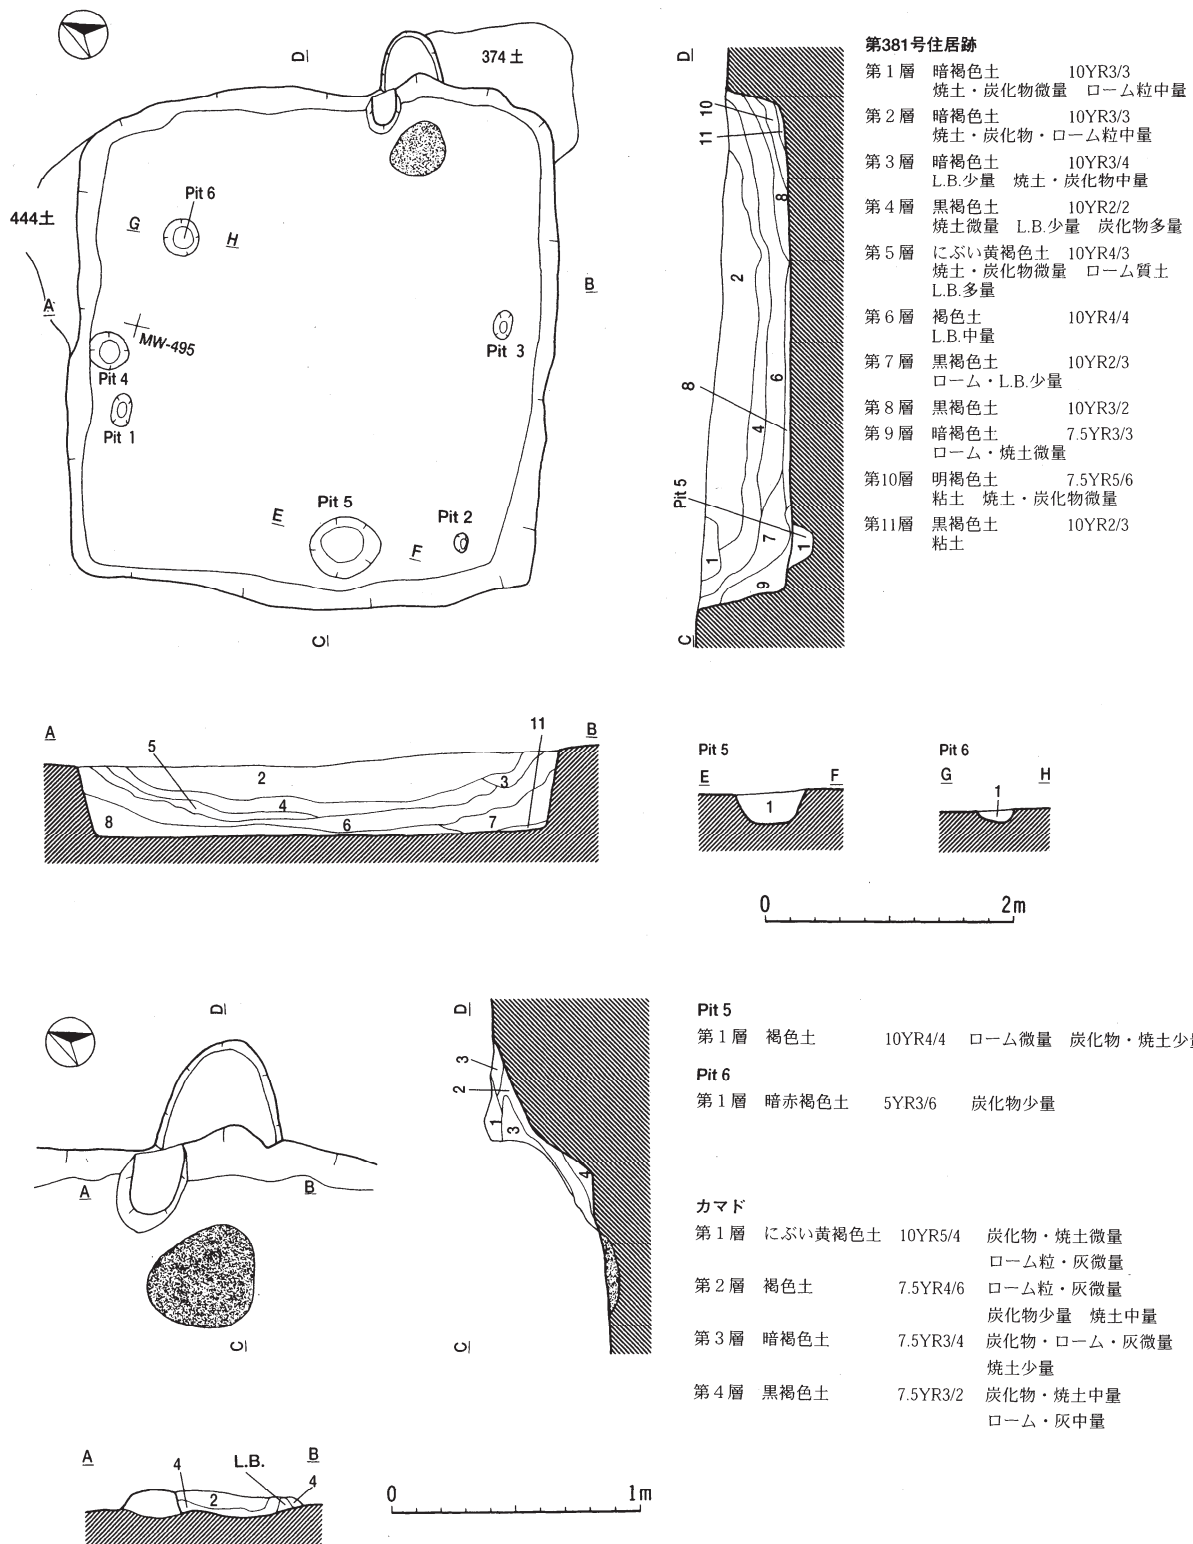 D
374土
444土
Pit 6
G
H
A
B
MW-495
Pit 3
Pit 4
Pit 1
Pit 5
Pit 2
E
F
C
D
10
11
8
2
6
8
4
Pit 5
7
1
1
9
C
第381号住居跡
第1層 暗褐色土 10YR3/3
焼土・炭化物微量 ローム粒中量
第2層 暗褐色土 10YR3/3
焼土・炭化物・ローム粒中量
第3層 暗褐色土 10YR3/4
L.B.少量 焼土・炭化物中量
第4層 黒褐色土 10YR2/2
焼土微量 L.B.少量 炭化物多量
第5層 にぶい黄褐色土 10YR4/3
焼土・炭化物微量 ローム質土
L.B.多量
第6層 褐色土 10YR4/4
L.B.中量
第7層 黒褐色土 10YR2/3
ローム・L.B.少量
第8層 黒褐色土 10YR3/2
第9層 暗褐色土 7.5YR3/3
ローム・焼土微量
第10層 明褐色土 7.5YR5/6
粘土 焼土・炭化物微量
第11層 黒褐色土 10YR2/3
粘土
A
B
5
11
2
3
4
8
6
7
Pit 5
E
F
1
Pit 6
G
H
1
0 2m
D
A
B
C
D
3
2
1
3
4
C
Pit 5
第1層 褐色土 10YR4/4 ローム微量 炭化物・焼土少
Pit 6
第1層 暗赤褐色土 5YR3/6 炭化物少量
カマド
第1層 にぶい黄褐色土 10YR5/4 炭化物・焼土微量
ローム粒・灰微量
第2層 褐色土 7.5YR4/6 ローム粒・灰微量
炭化物少量 焼土中量
第3層 暗褐色土 7.5YR3/4 炭化物・ローム・灰微量
焼土少量
第4層 黒褐色土 7.5YR3/2 炭化物・焼土中量
ローム・灰中量
A
4
L.B.
B
4
2
0 1m